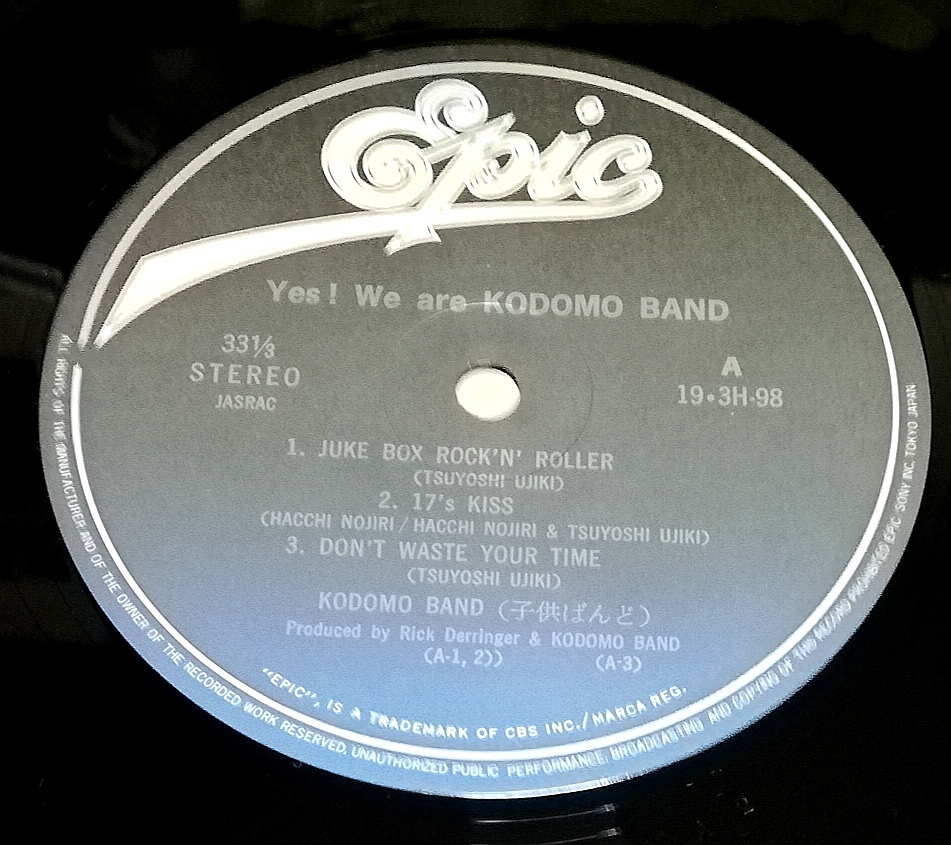 Epic
Yes! We are KODOMO BAND
33⅓
STEREO
JASRAC
A
19•3H-98
1. JUKE BOX ROCK'N' ROLLER
(TSUYOSHI UJIKI)
2. 17's KISS
(HACCHI NOJIRI / HACCHI NOJIRI & TSUYOSHI UJIKI)
3. DON'T WASTE YOUR TIME
(TSUYOSHI UJIKI)
KODOMO BAND (子供ばんど)
Produced by Rick Derringer & KODOMO BAND
(A-1, 2)) (A-3)
"EPIC", IS A TRADEMARK OF CBS INC./MARCA REG.
ALL RIGHTS OF THE MANUFACTURER AND OF THE OWNER OF THE RECORDED WORK RESERVED. UNAUTHORIZED PUBLIC PERFORMANCE, BROADCASTING AND COPYING OF THIS RECORD PROHIBITED EPIC SONY INC. TOKYO JAPAN